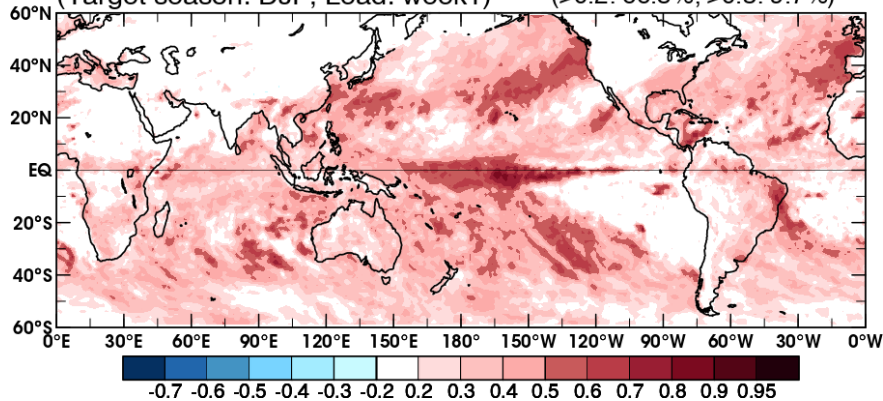 (Target season: DJF, Lead: week1)
60°N
40°N
20°N
EQ
20°S
40°S
60°S
0°E 30°E 60°E 90°E 120°E 150°E 180° 150°W 120°W 90°W 60°W 30°W 0°W
-0.7 -0.6 -0.5 -0.4 -0.3 -0.2 0.2 0.3 0.4 0.5 0.6 0.7 0.8 0.9 0.95